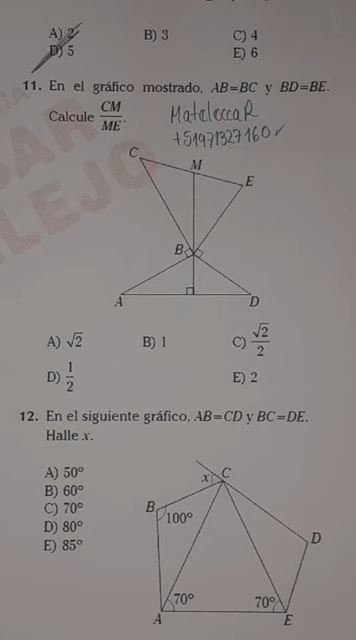 A) 2 B) 3 C) 4
D) 5 E) 6
11. En el gráfico mostrado, AB=BC y BD=BE.
Calcule CM/ME.
+51971327160
C
M
E
B
A
D
A) √2 B) 1 C) √2/2
D) 1/2 E) 2
12. En el siguiente gráfico, AB=CD y BC=DE.
Halle x.
A) 50°
B) 60°
C) 70°
D) 80°
E) 85°
x C
B
100°
D
70° 70°
A E